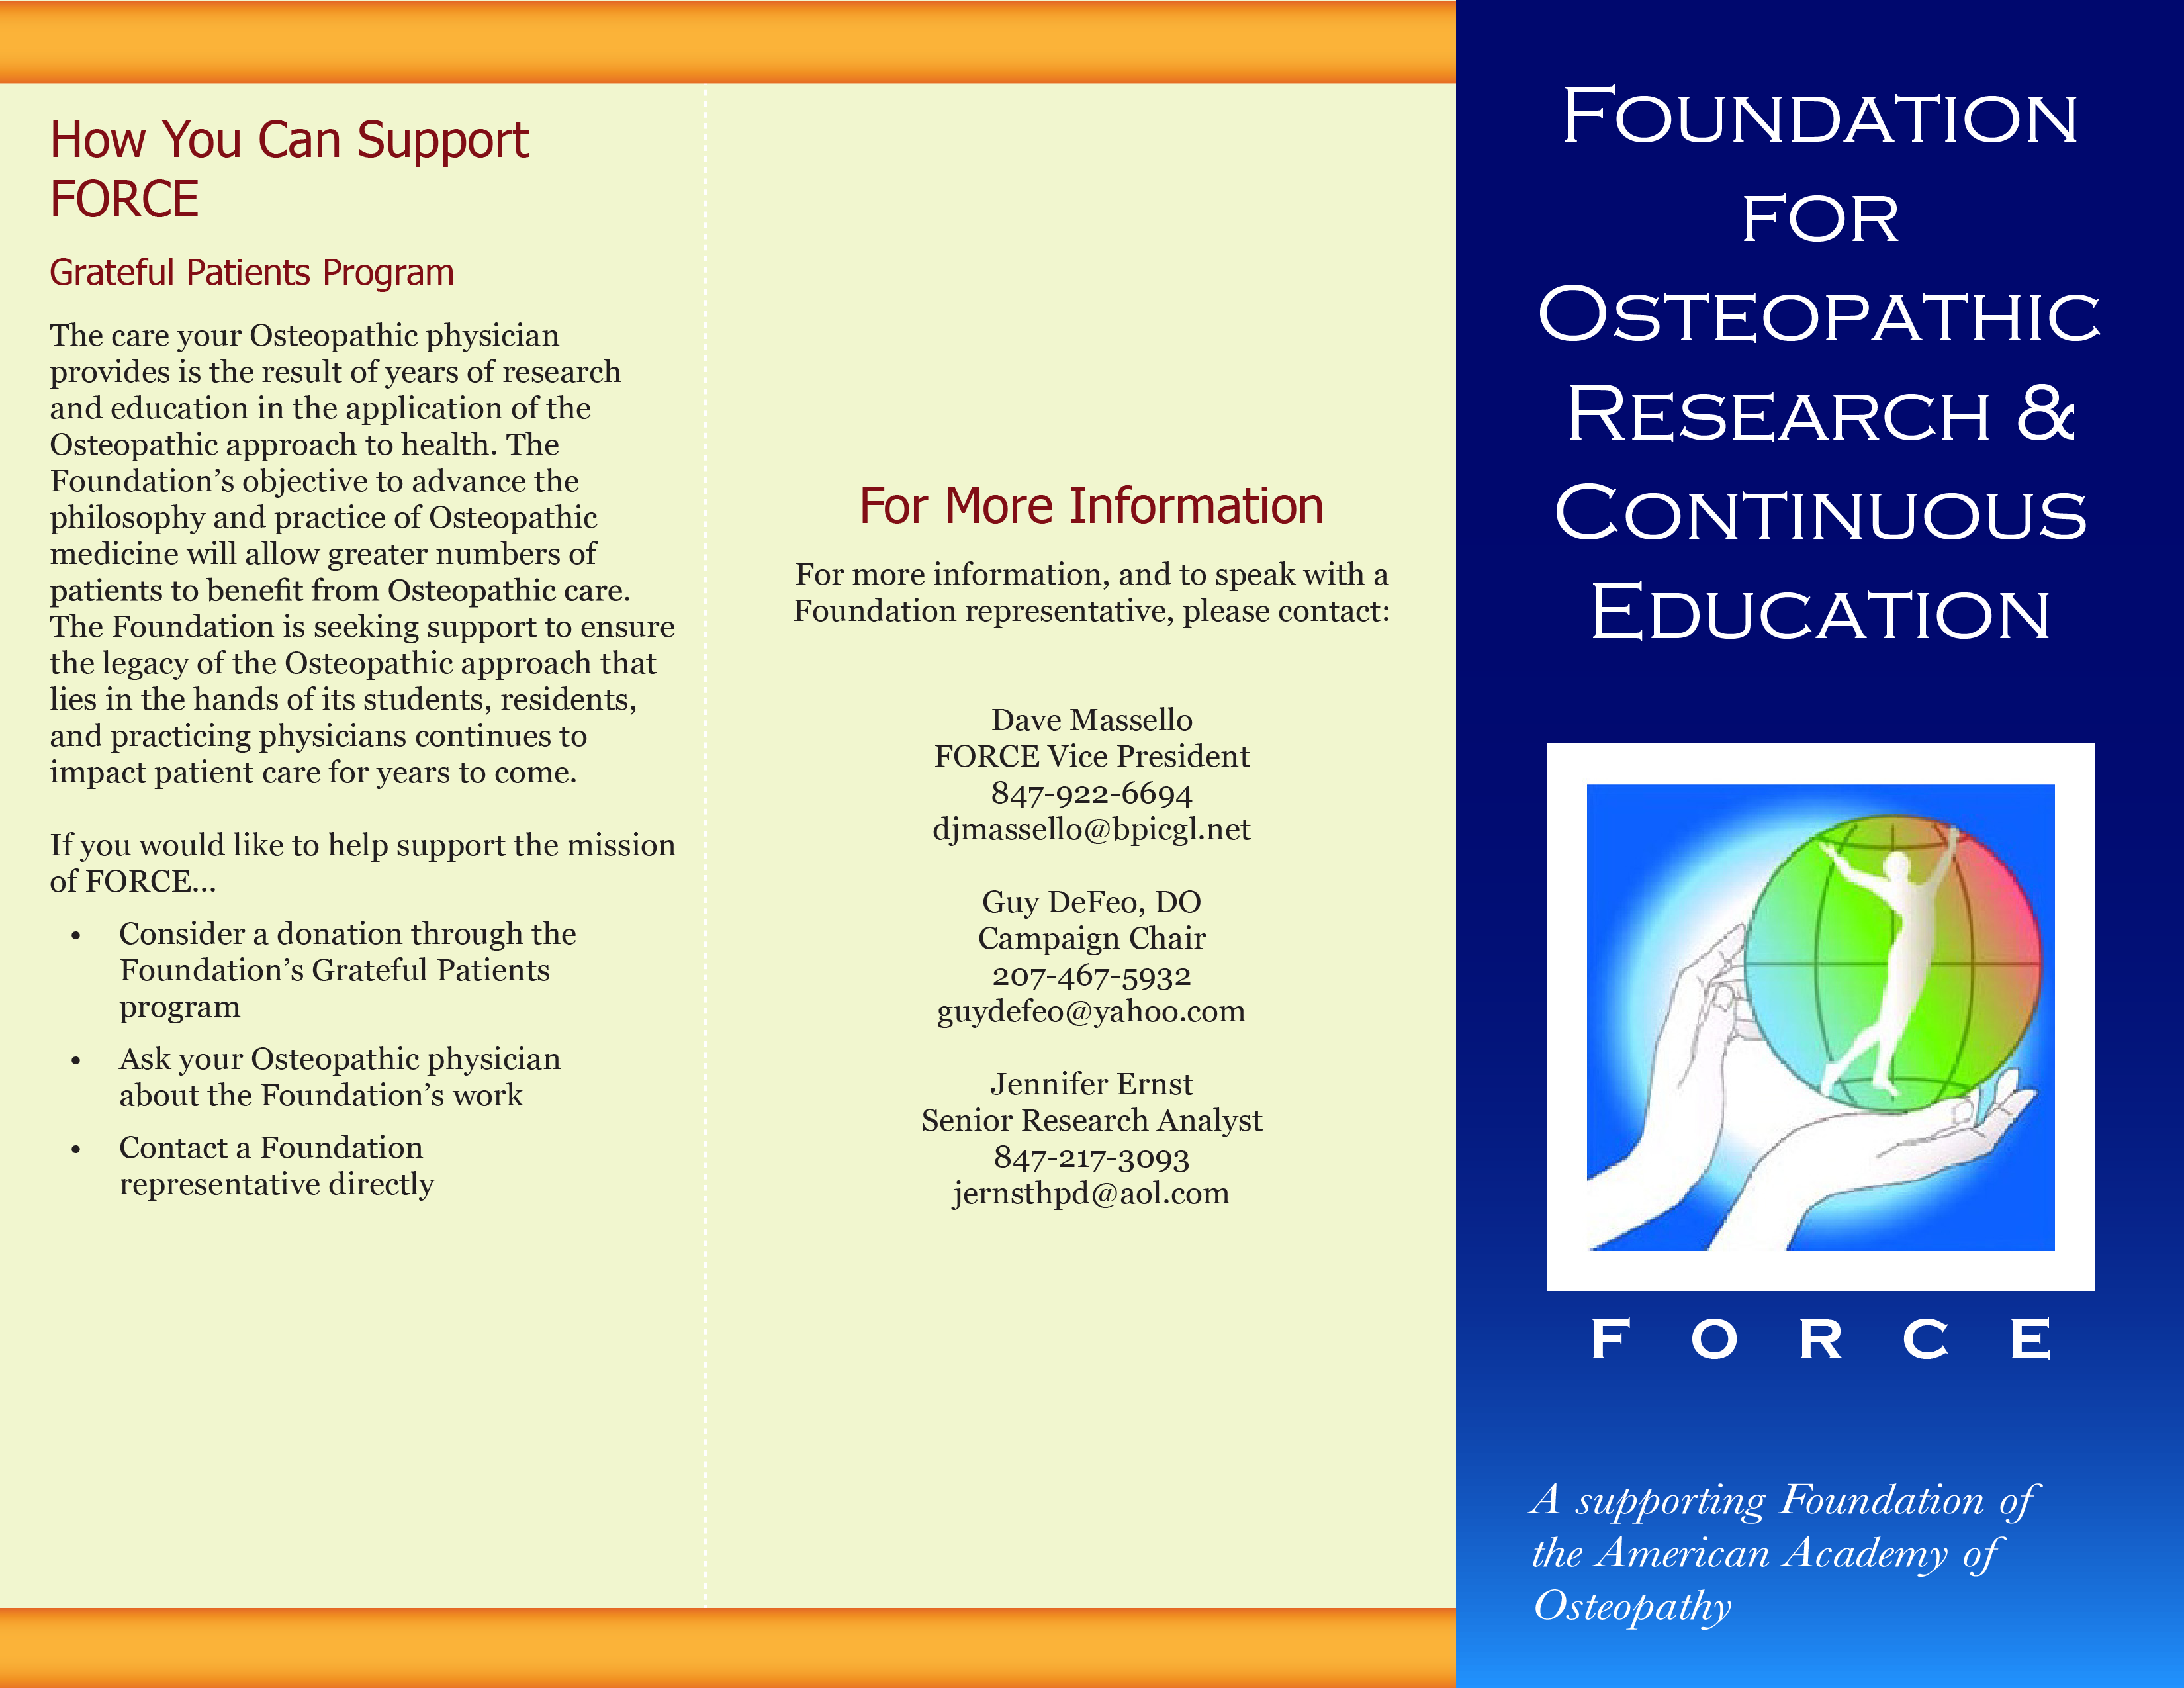 How You Can Support
FORCE
Grateful Patients Program
The care your Osteopathic physician
provides is the result of years of research
and education in the application of the
Osteopathic approach to health. The
Foundation’s objective to advance the
philosophy and practice of Osteopathic
medicine will allow greater numbers of
patients to benefit from Osteopathic care.
The Foundation is seeking support to ensure
the legacy of the Osteopathic approach that
lies in the hands of its students, residents,
and practicing physicians continues to
impact patient care for years to come.
If you would like to help support the mission
of FORCE...
• Consider a donation through the
Foundation’s Grateful Patients
program
• Ask your Osteopathic physician
about the Foundation’s work
• Contact a Foundation
representative directly
For More Information
For more information, and to speak with a
Foundation representative, please contact:
Dave Massello
FORCE Vice President
847-922-6694
djmassello@bpicgl.net
Guy DeFeo, DO
Campaign Chair
207-467-5932
guydefeo@yahoo.com
Jennifer Ernst
Senior Research Analyst
847-217-3093
jernsthpd@aol.com
Foundation
for
Osteopathic
Research &
Continuous
Education
F O R C E
A supporting Foundation of
the American Academy of
Osteopathy